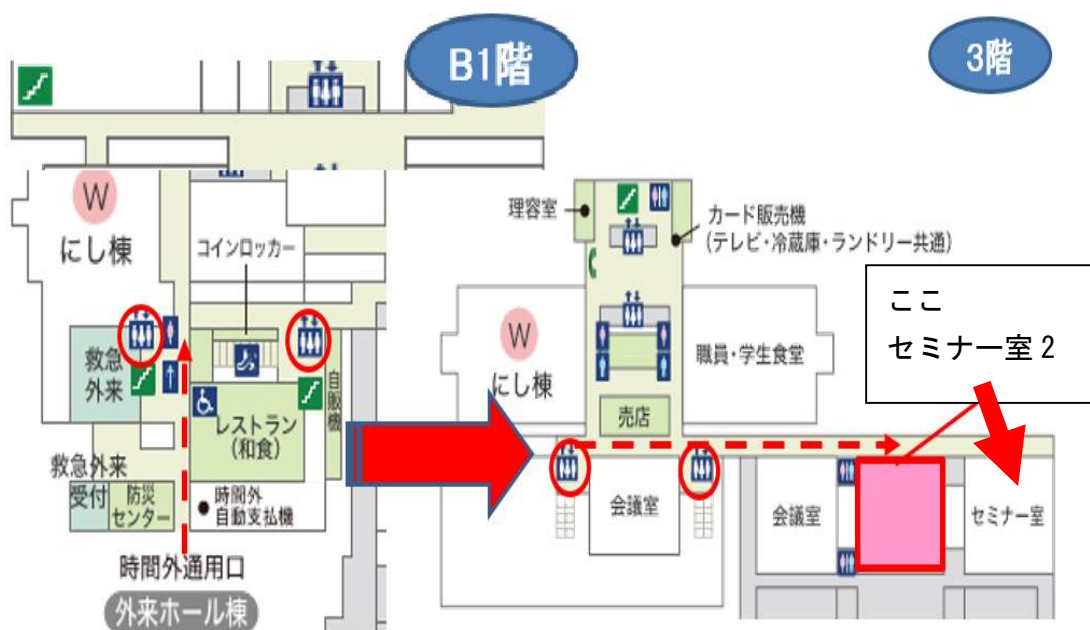 B1階
3階
W
にし棟
コインロッカー
救急
外来
レストラン
(和食)
自販機
救急外来
受付
防災
センター
時間外
自動支払機
時間外通用口
外来ホール棟
理容室
カード販売機
(テレビ・冷蔵庫・ランドリー共通)
ここ
セミナー室2
W
にし棟
職員・学生食堂
売店
会議室
会議室
セミナー室